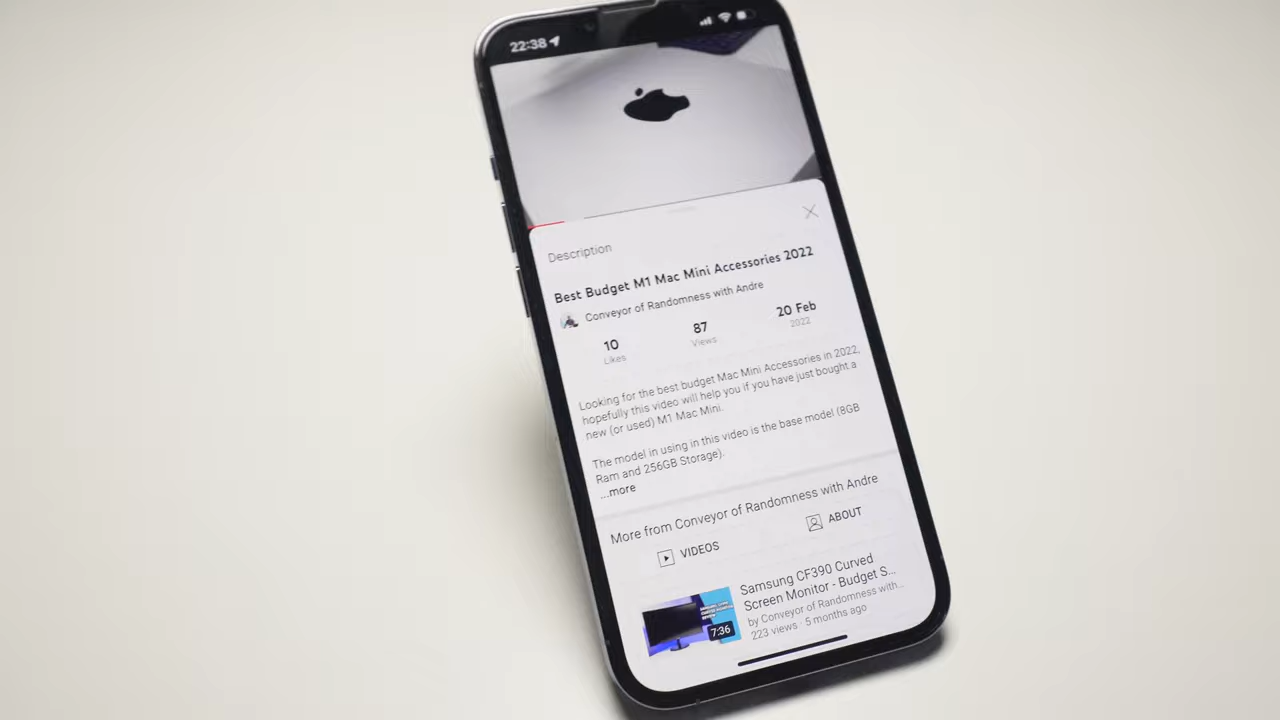 22:38
Description
Best Budget M1 Mac Mini Accessories 2022
Conveyor of Randomness with Andre
10
Likes
87
Views
20 Feb
2022
Looking for the best budget Mac Mini Accessories in 2022,
hopefully this video will help you if you have just bought a
new (or used) M1 Mac Mini.
The model in using in this video is the base model (8GB
Ram and 256GB Storage).
...more
More from Conveyor of Randomness with Andre
VIDEOS
ABOUT
Samsung CF390 Curved
Screen Monitor - Budget S...
by Conveyor of Randomness with...
223 views · 5 months ago
7:36